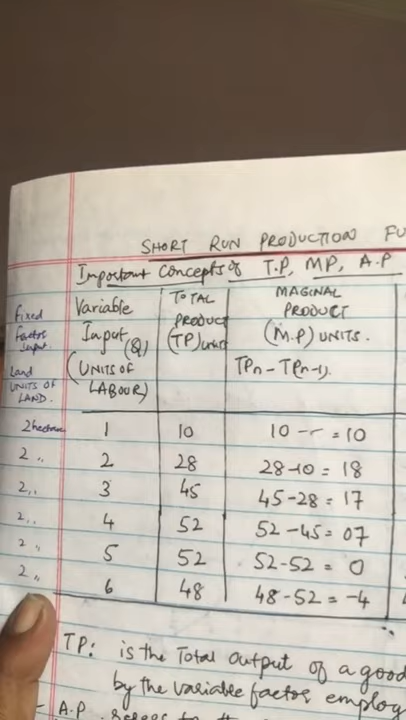 SHORT RUN PRODUCTION FU
Important Concepts of T.P, MP, A.P
Fixed Factor Input. Land UNITS OF LAND.
Variable Input (Q) (UNITS OF LABOUR)
TOTAL PRODUCT (TP) units
MAGINAL PRODUCT (M.P) UNITS. TPn - TP(n-1).
2 hectares 1 10 10 -- = 10
2 ,, 2 28 28-10 = 18
2 ,, 3 45 45-28 = 17
2 ,, 4 52 52-45 = 07
2 ,, 5 52 52-52 = 0
2 ,, 6 48 48-52 = -4
TP: is the Total output of a good
by the variable factor employ
A.P. refers to the